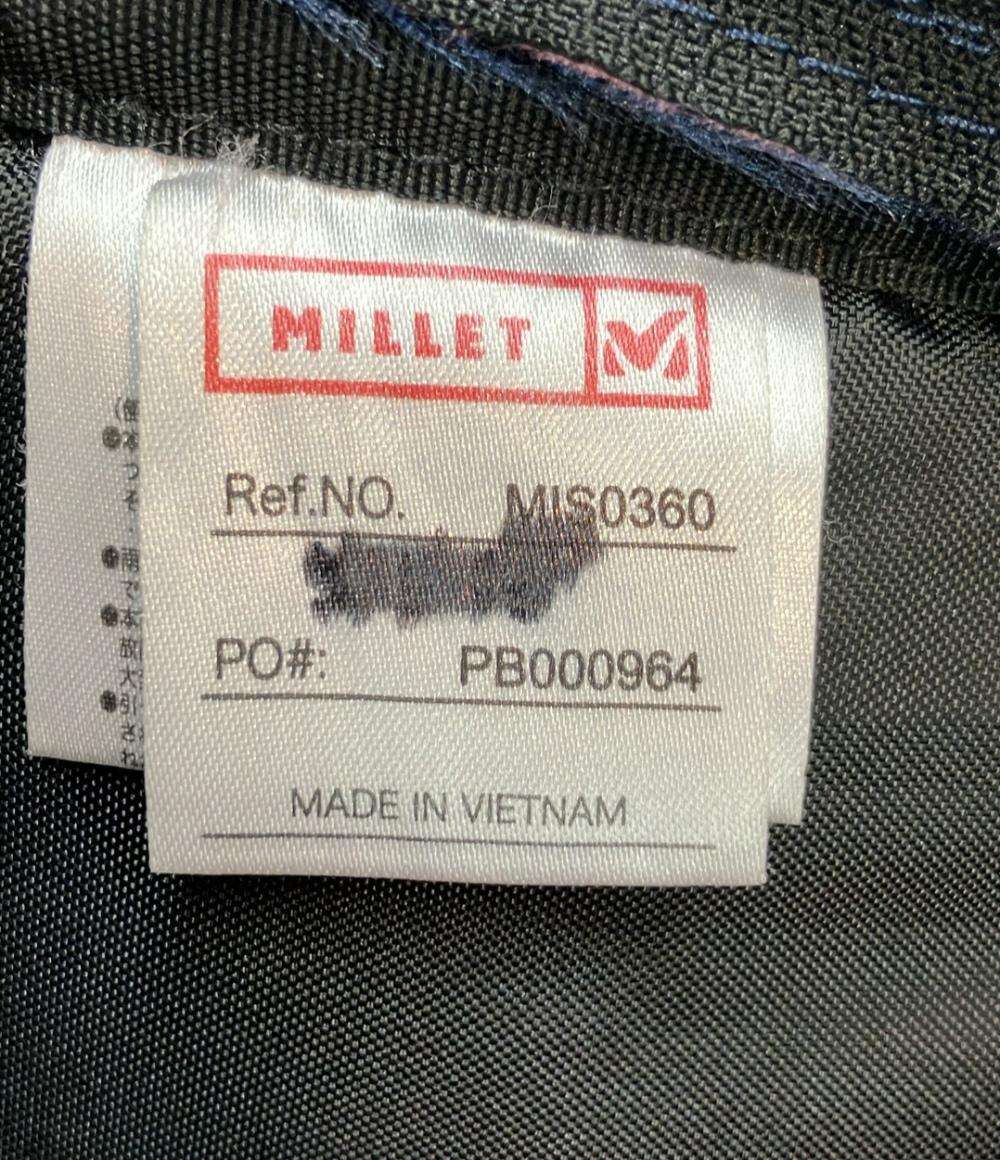 MILLET
Ref.NO. MIS0360
PO#: PB000964
MADE IN VIETNAM